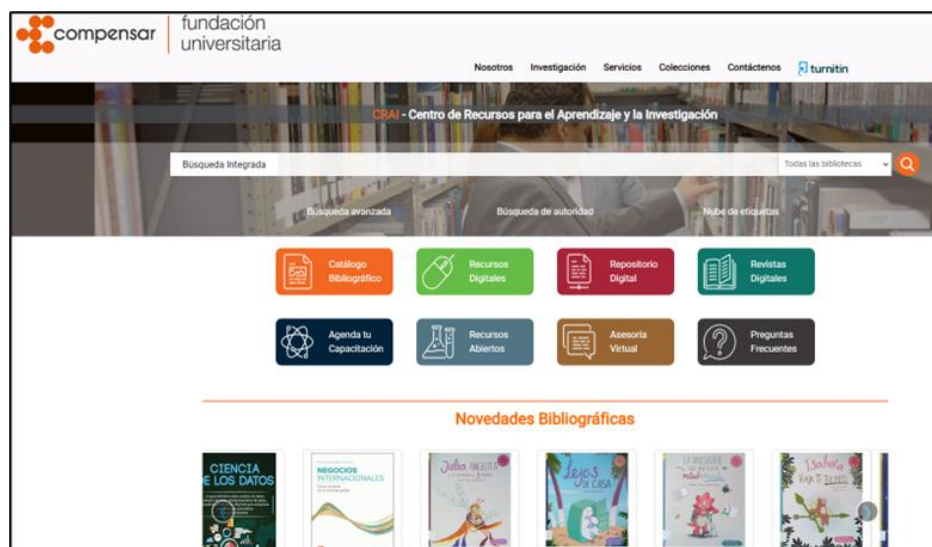 compensar
fundación
universitaria
Nosotros Investigación Servicios Colecciones Contáctenos turnitin
CRAI - Centro de Recursos para el Aprendizaje y la Investigación
Búsqueda Integrada
Todas las bibliotecas
Búsqueda avanzada Búsqueda de autoridad Nube de etiquetas
Catálogo
Bibliográfico
Recursos
Digitales
Repositorio
Digital
Revistas
Digitales
Agenda tu
Capacitación
Recursos
Abiertos
Asesoría
Virtual
Preguntas
Frecuentes
Novedades Bibliográficas
CIENCIA
DE LOS DATOS
NEGOCIOS
INTERNACIONALES
Julia ANGELITA
Lejos
DE CASA
Isabela